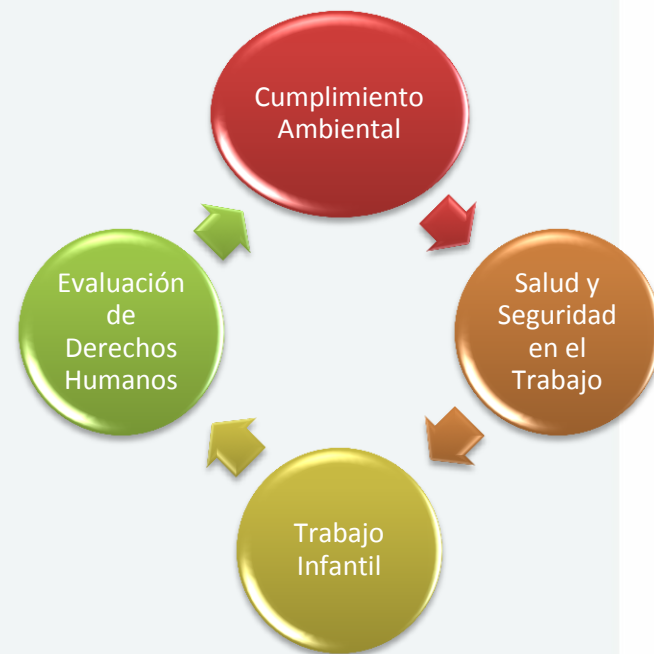 Cumplimiento
Ambiental
Salud y
Seguridad
en el
Trabajo
Trabajo
Infantil
Evaluación
de
Derechos
Humanos